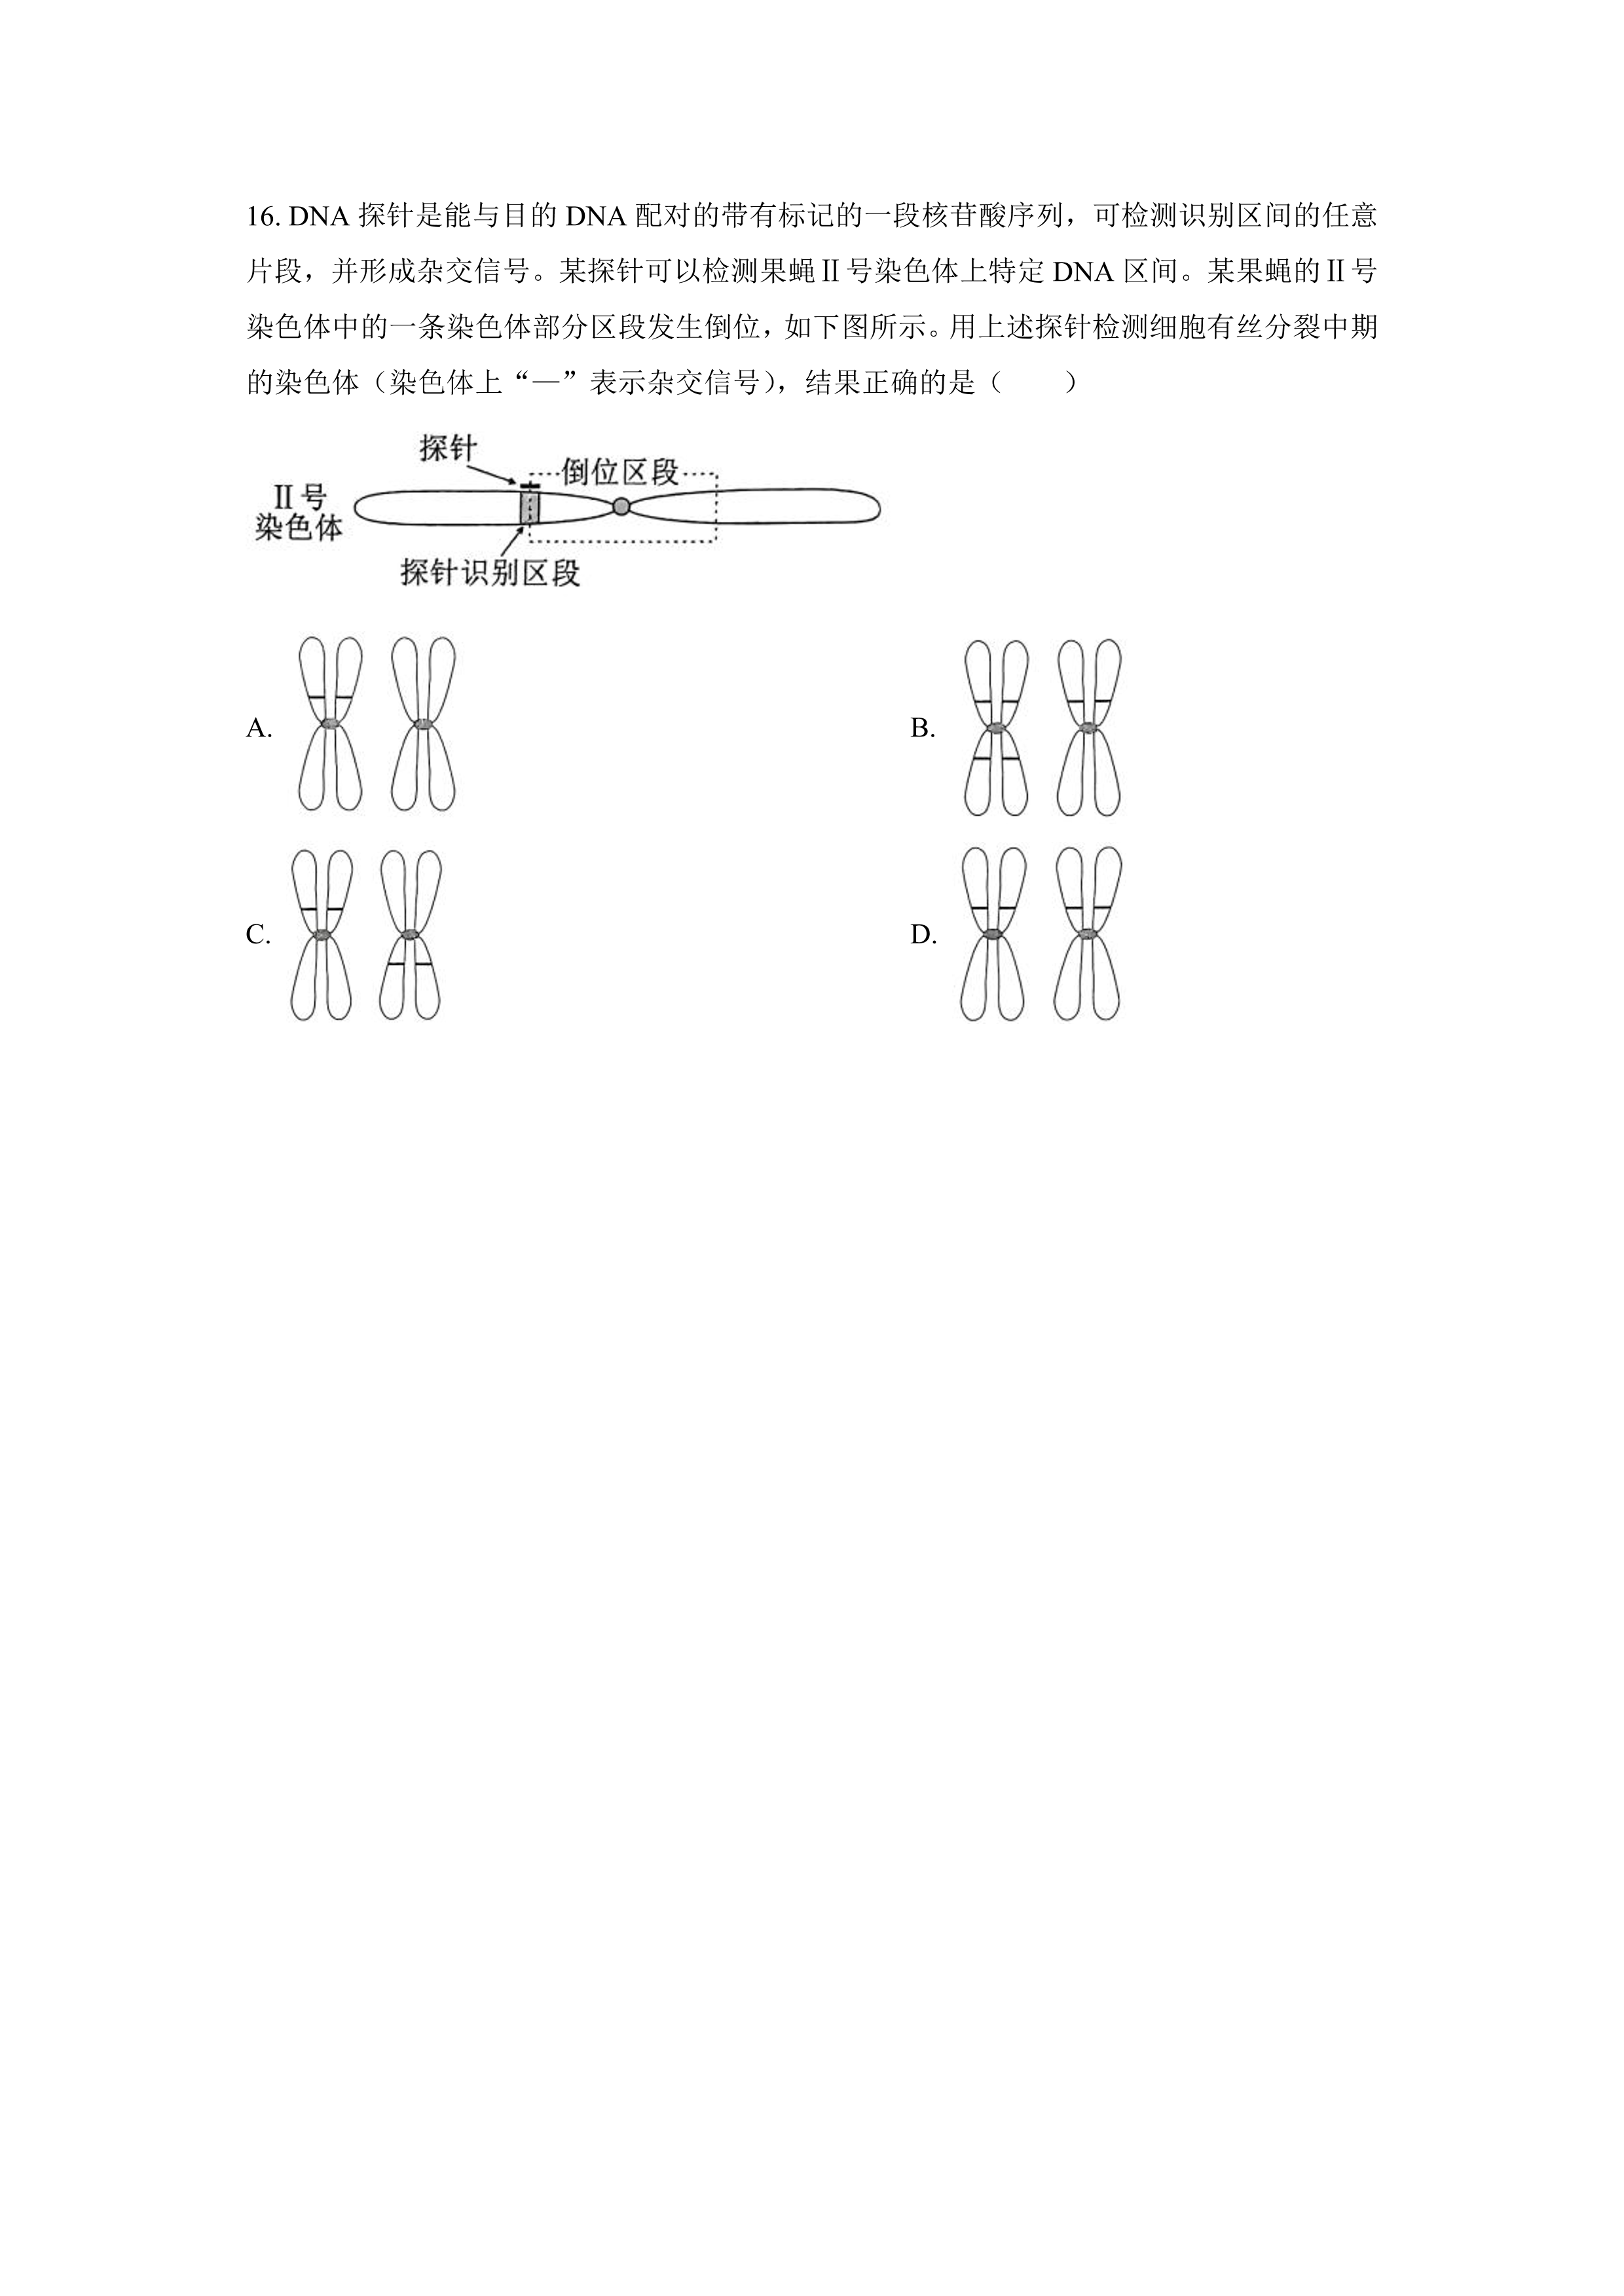 16. DNA 探针是能与目的 DNA 配对的带有标记的一段核苷酸序列，可检测识别区间的任意
片段，并形成杂交信号。某探针可以检测果蝇Ⅱ号染色体上特定 DNA 区间。某果蝇的Ⅱ号
染色体中的一条染色体部分区段发生倒位，如下图所示。用上述探针检测细胞有丝分裂中期
的染色体（染色体上“—”表示杂交信号），结果正确的是（　　）
探针
倒位区段
Ⅱ号
染色体
探针识别区段
A.
B.
C.
D.